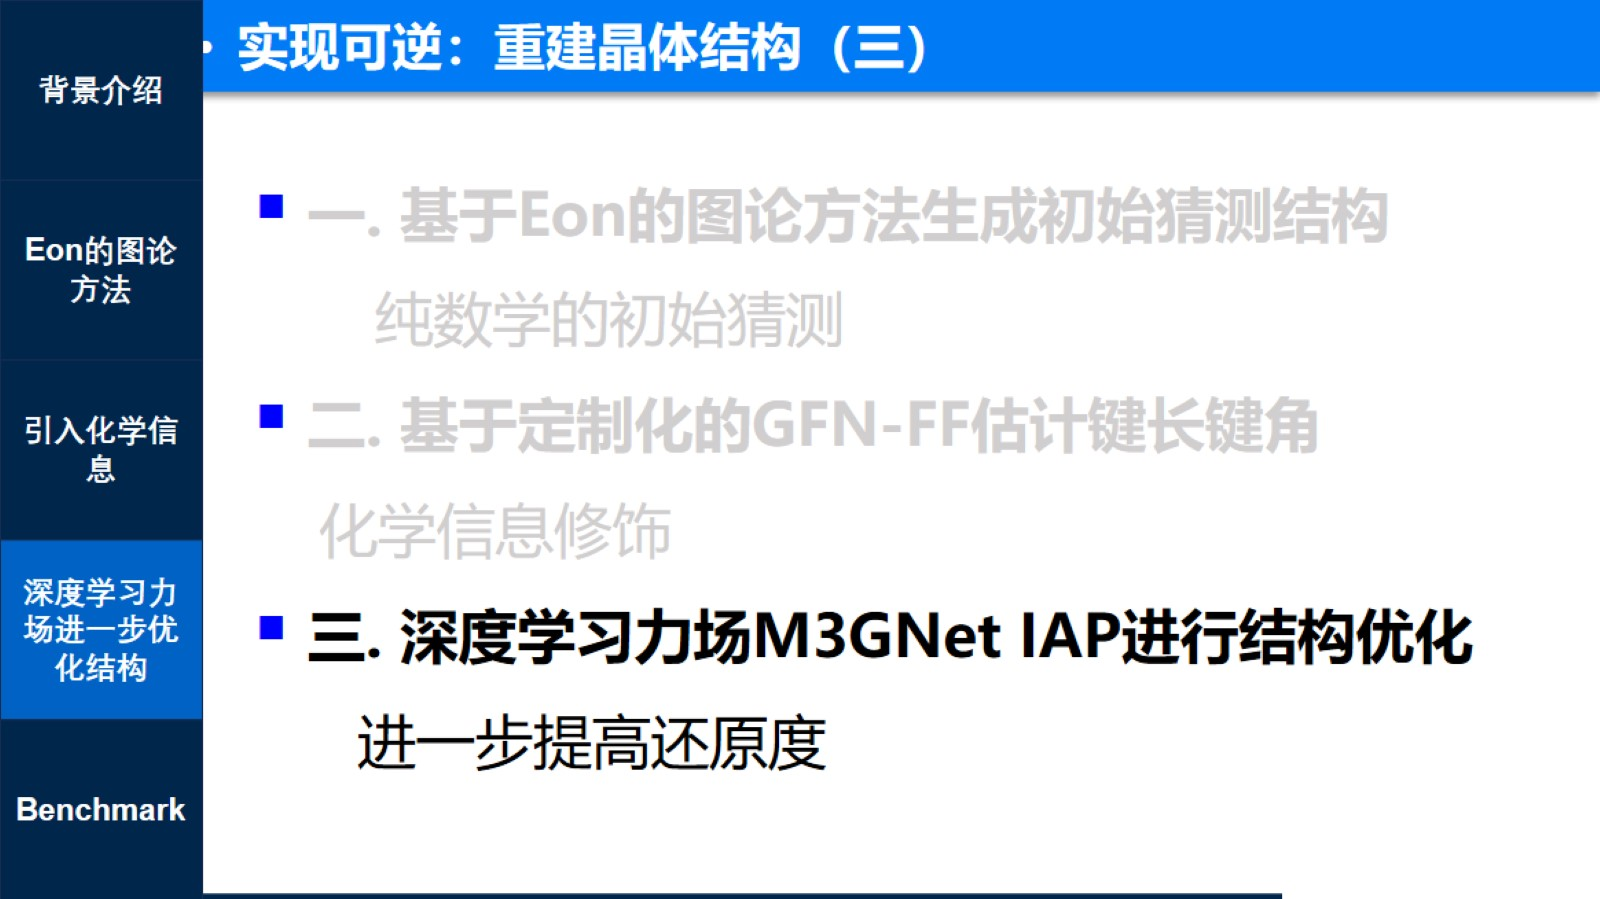 背景介绍
Eon的图论
方法
引入化学信
息
深度学习力
场进一步优
化结构
Benchmark
• 实现可逆：重建晶体结构（三）
一. 基于Eon的图论方法生成初始猜测结构
纯数学的初始猜测
二. 基于定制化的GFN-FF估计键长键角
化学信息修饰
三. 深度学习力场M3GNet IAP进行结构优化
进一步提高还原度